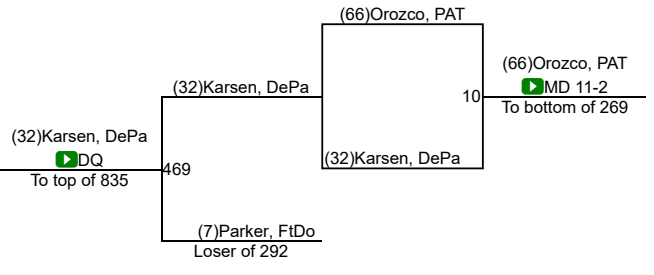 (66)Orozco, PAT
(66)Orozco, PAT
(32)Karsen, DePa
10
MD 11-2
To bottom of 269
(32)Karsen, DePa
DQ
469
(32)Karsen, DePa
To top of 835
(7)Parker, FtDo
Loser of 292